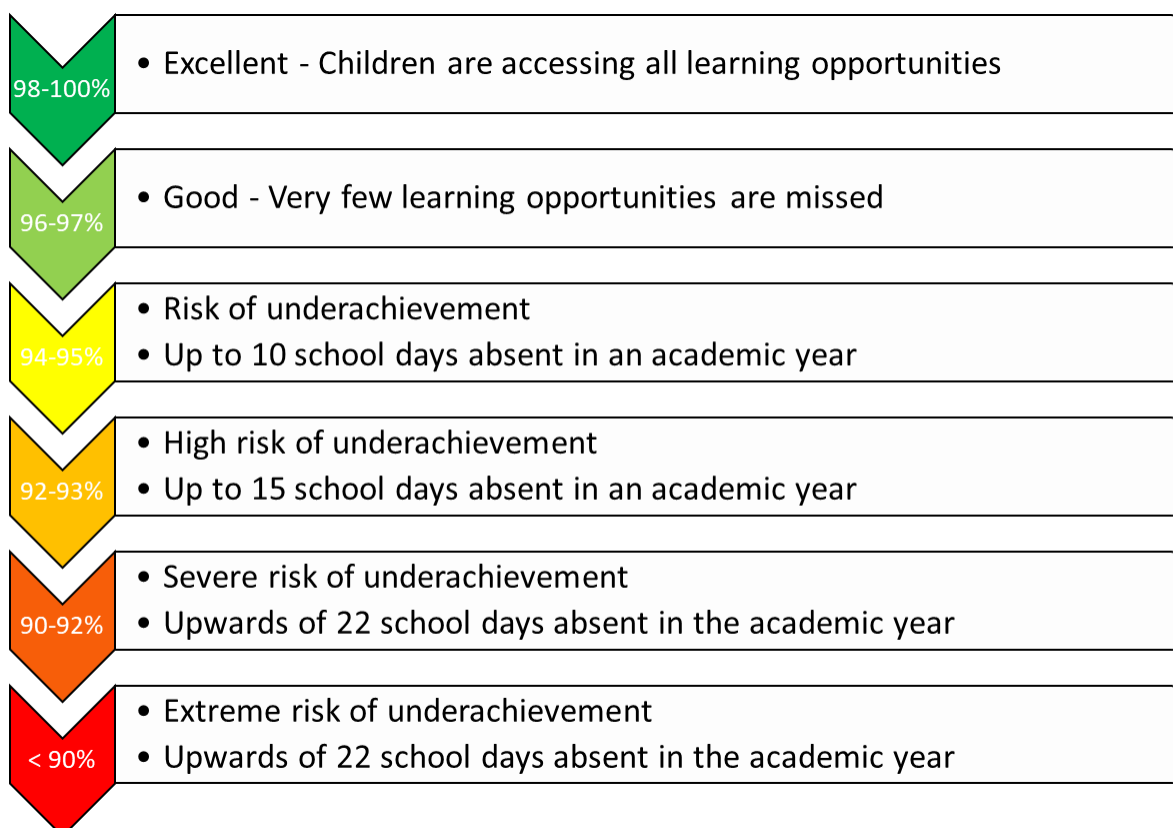 98-100%
• Excellent - Children are accessing all learning opportunities
96-97%
• Good - Very few learning opportunities are missed
94-95%
• Risk of underachievement
• Up to 10 school days absent in an academic year
92-93%
• High risk of underachievement
• Up to 15 school days absent in an academic year
90-92%
• Severe risk of underachievement
• Upwards of 22 school days absent in the academic year
< 90%
• Extreme risk of underachievement
• Upwards of 22 school days absent in the academic year